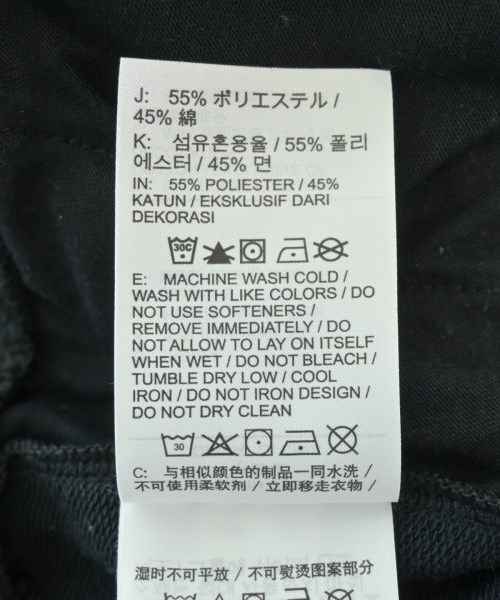 J: 55% ポリエステル /
45% 綿
K: 섬유혼용율 / 55% 폴리
에스터 / 45% 면
IN: 55% POLIESTER / 45%
KATUN / EKSKLUSIF DARI
DEKORASI
30C
E: MACHINE WASH COLD /
WASH WITH LIKE COLORS / DO
NOT USE SOFTENERS /
REMOVE IMMEDIATELY / DO
NOT ALLOW TO LAY ON ITSELF
WHEN WET / DO NOT BLEACH /
TUMBLE DRY LOW / COOL
IRON / DO NOT IRON DESIGN /
DO NOT DRY CLEAN
30
C: 与相似颜色的制品一同水洗 /
不可使用柔软剂 / 立即移走衣物 /
湿时不可平放 / 不可熨烫图案部分